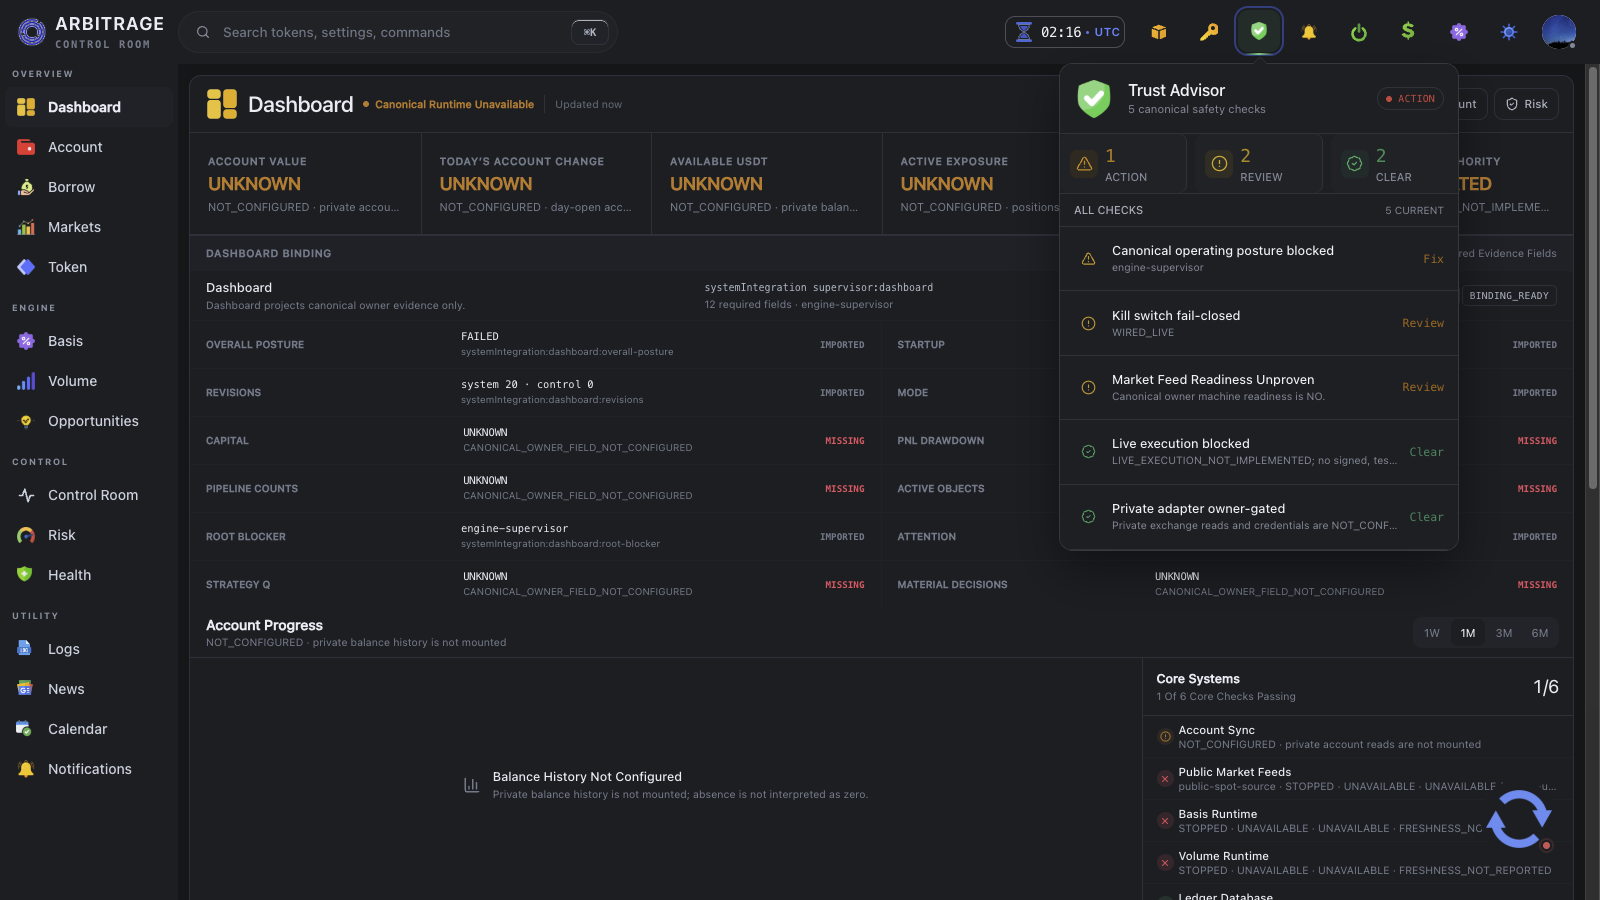 ARBITRAGE
CONTROL ROOM
Search tokens, settings, commands
⌘K
02:16 • UTC
OVERVIEW
Dashboard
Account
Borrow
Markets
Token
ENGINE
Basis
Volume
Opportunities
CONTROL
Control Room
Risk
Health
UTILITY
Logs
News
Calendar
Notifications
Dashboard
Canonical Runtime Unavailable
Updated now
unt
Risk
ACCOUNT VALUE
UNKNOWN
NOT_CONFIGURED · private accou...
TODAY'S ACCOUNT CHANGE
UNKNOWN
NOT_CONFIGURED · day-open acc...
AVAILABLE USDT
UNKNOWN
NOT_CONFIGURED · private balan...
ACTIVE EXPOSURE
UNKNOWN
NOT_CONFIGURED · positions
HORITY
TED
_NOT_IMPLEME...
DASHBOARD BINDING
red Evidence Fields
Dashboard
Dashboard projects canonical owner evidence only.
systemIntegration supervisor:dashboard
12 required fields · engine-supervisor
BINDING_READY
OVERALL POSTURE
FAILED
systemIntegration:dashboard:overall-posture
IMPORTED
STARTUP
IMPORTED
REVISIONS
system 20 · control 0
systemIntegration:dashboard:revisions
IMPORTED
MODE
IMPORTED
CAPITAL
UNKNOWN
CANONICAL_OWNER_FIELD_NOT_CONFIGURED
MISSING
PNL DRAWDOWN
MISSING
PIPELINE COUNTS
UNKNOWN
CANONICAL_OWNER_FIELD_NOT_CONFIGURED
MISSING
ACTIVE OBJECTS
MISSING
ROOT BLOCKER
engine-supervisor
systemIntegration:dashboard:root-blocker
IMPORTED
ATTENTION
IMPORTED
STRATEGY Q
UNKNOWN
CANONICAL_OWNER_FIELD_NOT_CONFIGURED
MISSING
MATERIAL DECISIONS
UNKNOWN
CANONICAL_OWNER_FIELD_NOT_CONFIGURED
MISSING
Trust Advisor
5 canonical safety checks
ACTION
1
ACTION
2
REVIEW
2
CLEAR
ALL CHECKS
5 CURRENT
Canonical operating posture blocked
engine-supervisor
Fix
Kill switch fail-closed
WIRED_LIVE
Review
Market Feed Readiness Unproven
Canonical owner machine readiness is NO.
Review
Live execution blocked
LIVE_EXECUTION_NOT_IMPLEMENTED; no signed, tes...
Clear
Private adapter owner-gated
Private exchange reads and credentials are NOT_CONF...
Clear
Account Progress
NOT_CONFIGURED · private balance history is not mounted
1W
1M
3M
6M
Balance History Not Configured
Private balance history is not mounted; absence is not interpreted as zero.
Core Systems
1 Of 6 Core Checks Passing
1/6
Account Sync
NOT_CONFIGURED · private account reads are not mounted
Public Market Feeds
public-spot-source · STOPPED · UNAVAILABLE · UNAVAILABLE
Basis Runtime
STOPPED · UNAVAILABLE · UNAVAILABLE · FRESHNESS_NO
Volume Runtime
STOPPED · UNAVAILABLE · UNAVAILABLE · FRESHNESS_NOT_REPORTED
Ledger Database